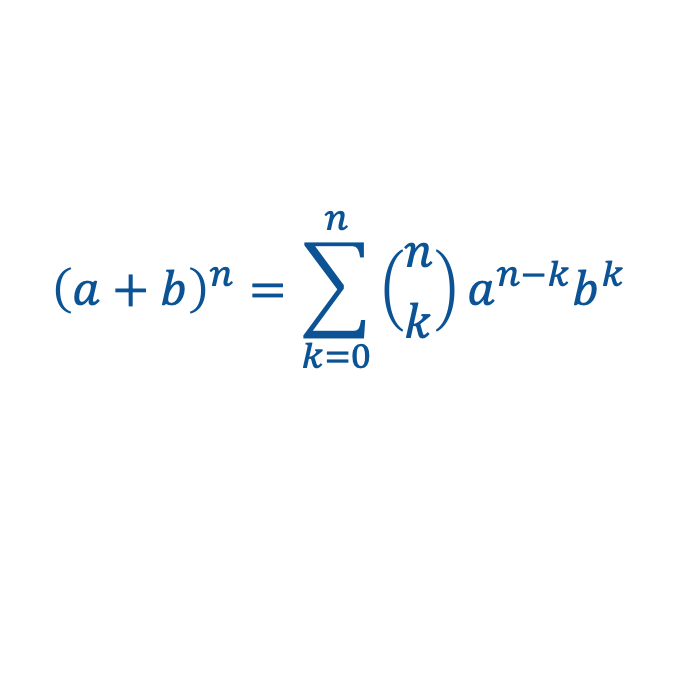 (a + b)^n = \sum_{k=0}^{n} \binom{n}{k} a^{n-k} b^k